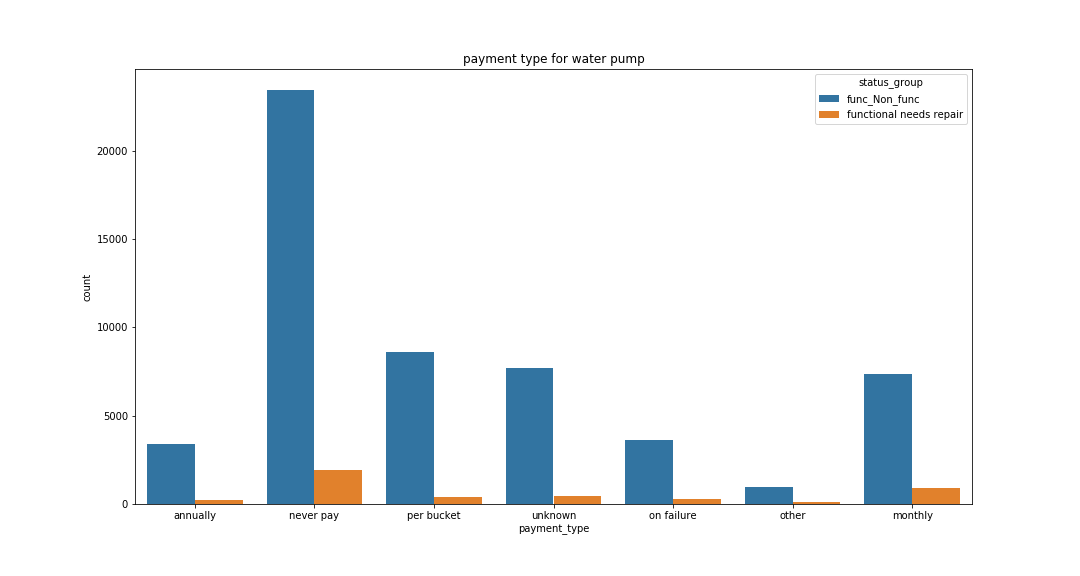 payment type for water pump
status_group
func_Non_func
functional needs repair
20000
15000
10000
5000
0
count
annually never pay per bucket unknown on failure other monthly
payment_type